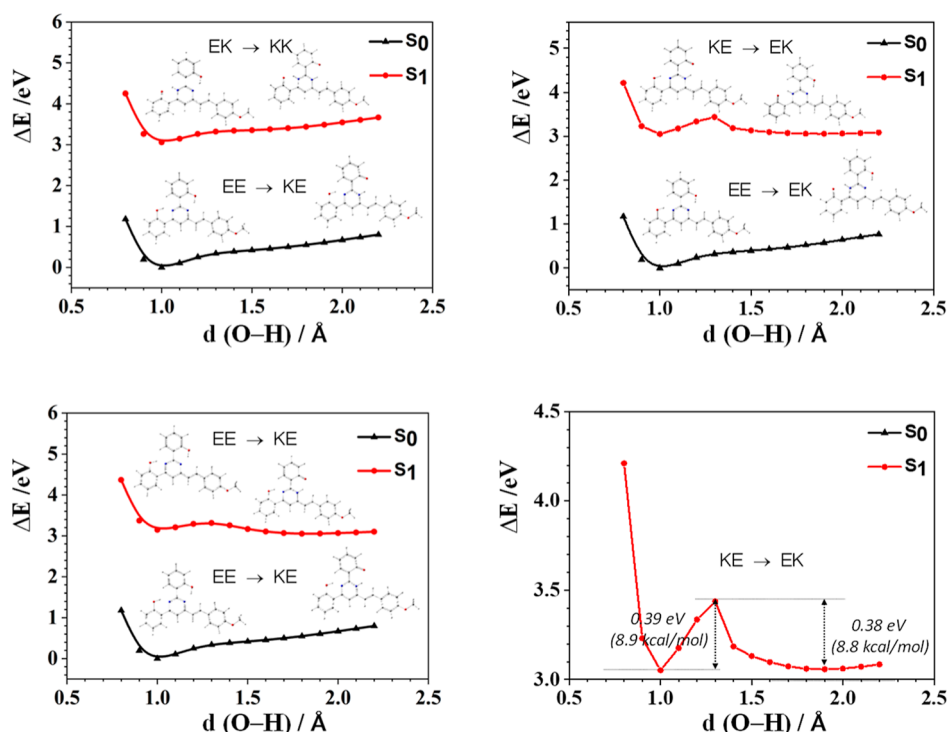 6
5
4
3
2
1
0
ΔE /eV
EK → KK
EE → KE
S0
S1
0.5
1.0
1.5
2.0
2.5
d (O–H) / Å
6
5
4
3
2
1
0
ΔE /eV
KE → EK
EE → EK
S0
S1
0.5
1.0
1.5
2.0
2.5
d (O–H) / Å
6
5
4
3
2
1
0
ΔE /eV
EE → KE
EE → KE
S0
S1
0.5
1.0
1.5
2.0
2.5
d (O–H) / Å
4.5
4.0
3.5
3.0
ΔE /eV
S0
S1
KE → EK
0.39 eV
(8.9 kcal/mol)
0.38 eV
(8.8 kcal/mol)
0.5
1.0
1.5
2.0
2.5
d (O–H) / Å